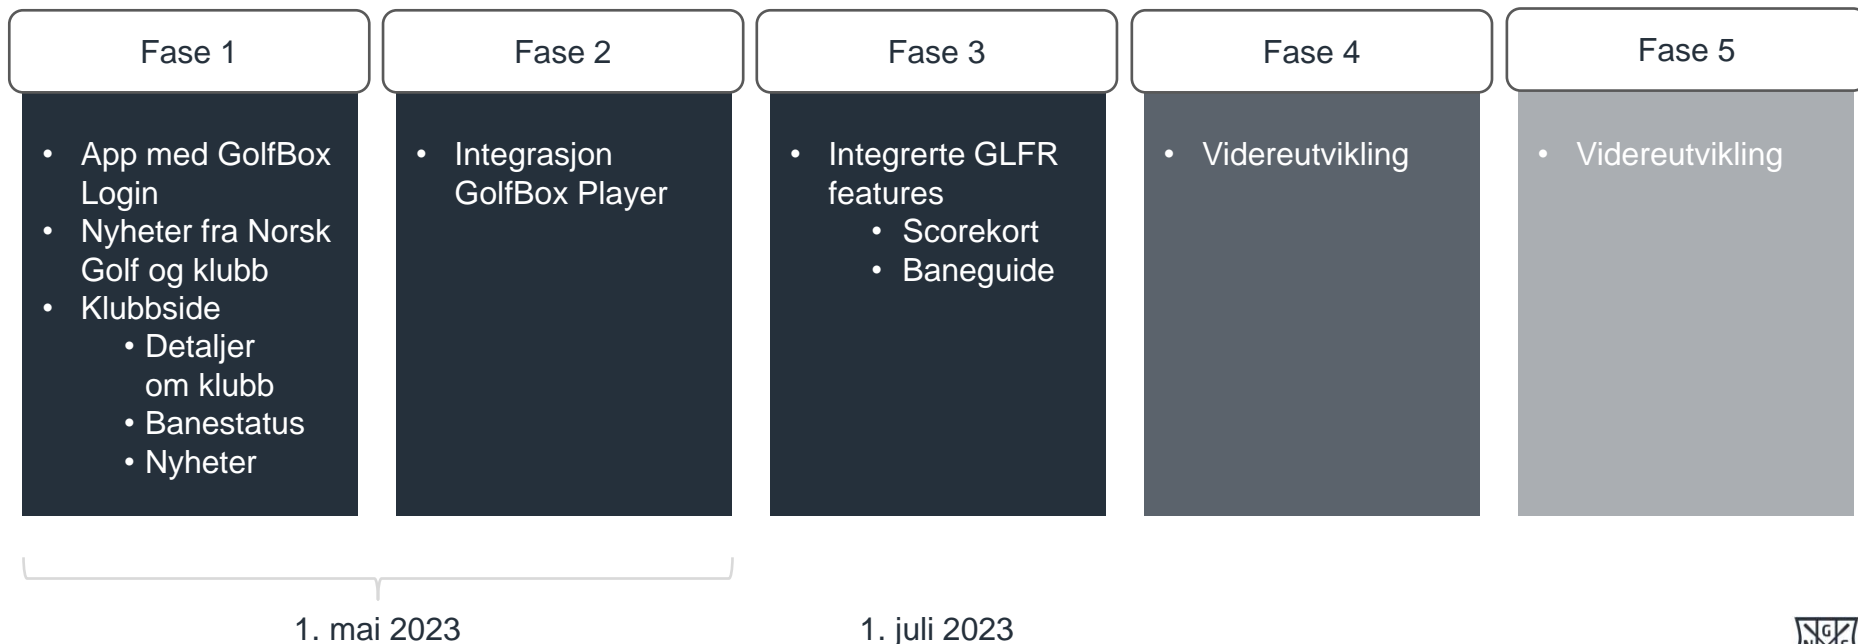 Fase 1
Fase 2
Fase 3
Fase 4
Fase 5
• App med GolfBox
Login
• Nyheter fra Norsk
Golf og klubb
• Klubbside
• Detaljer
om klubb
• Banestatus
• Nyheter
• Integrasjon
GolfBox Player
• Integrerte GLFR
features
• Scorekort
• Baneguide
• Videreutvikling
• Videreutvikling
1. mai 2023
1. juli 2023